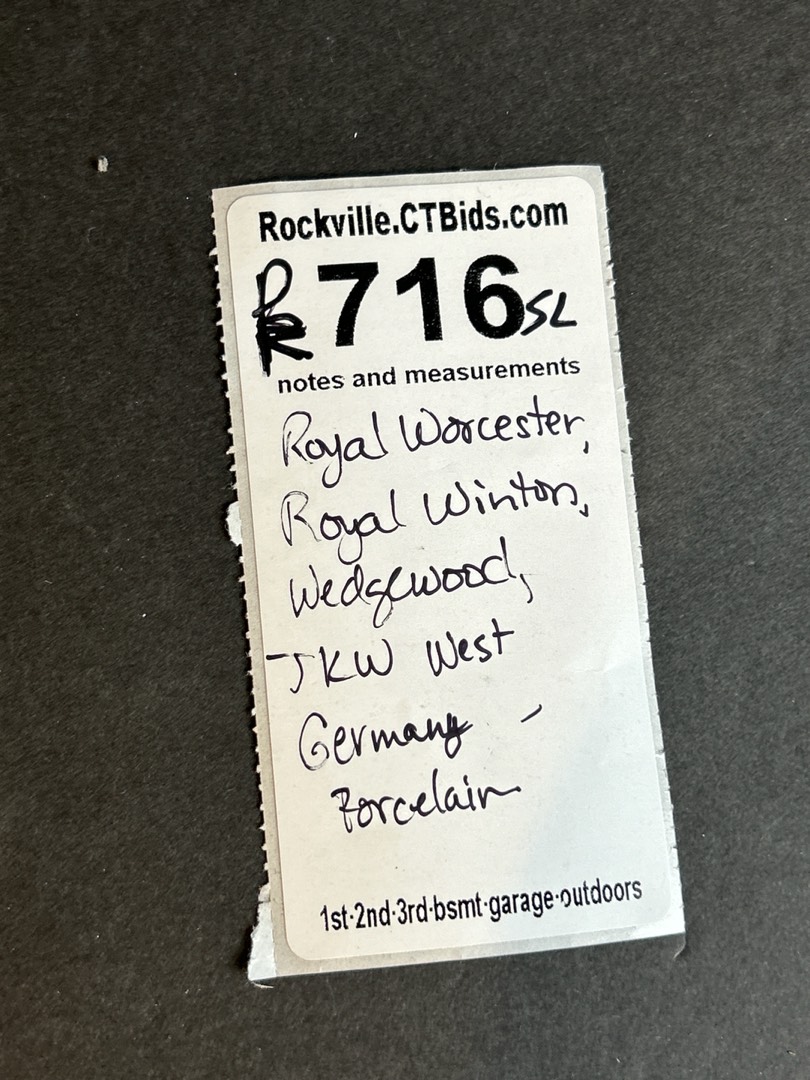 Rockville.CTBids.com
716SL
notes and measurements
Royal Worcester,
Royal Winton,
Wedgewood,
JKW West
Germany -
Porcelain
1st·2nd·3rd·bsmt·garage·outdoors